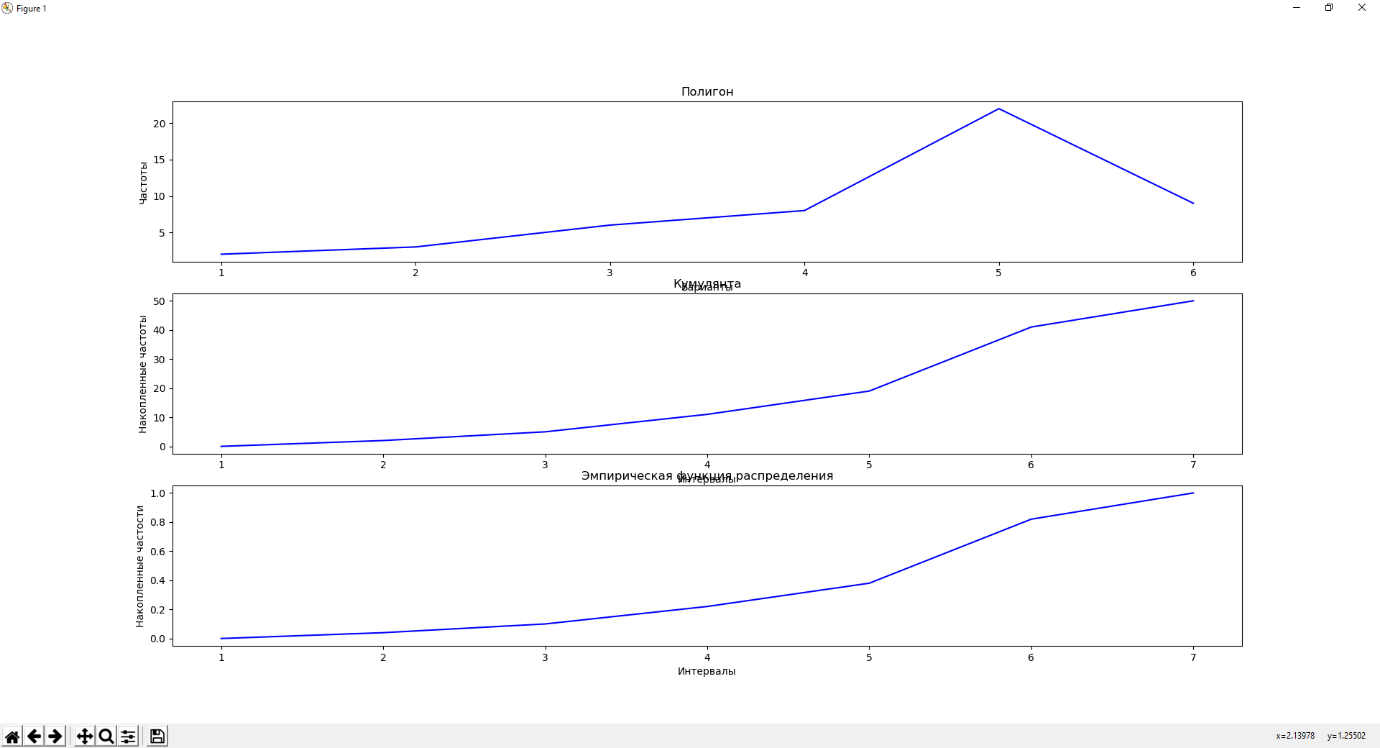 Figure 1
Полигон
Частоты
20
15
10
5
1 2 3 4 5 6
Варианты
Кумулянта
Накопленные частоты
50
40
30
20
10
0
1 2 3 4 5 6 7
Интервалы
Эмпирическая функция распределения
Накопленные частости
1.0
0.8
0.6
0.4
0.2
0.0
1 2 3 4 5 6 7
Интервалы
x=2.13978 y=1.25502